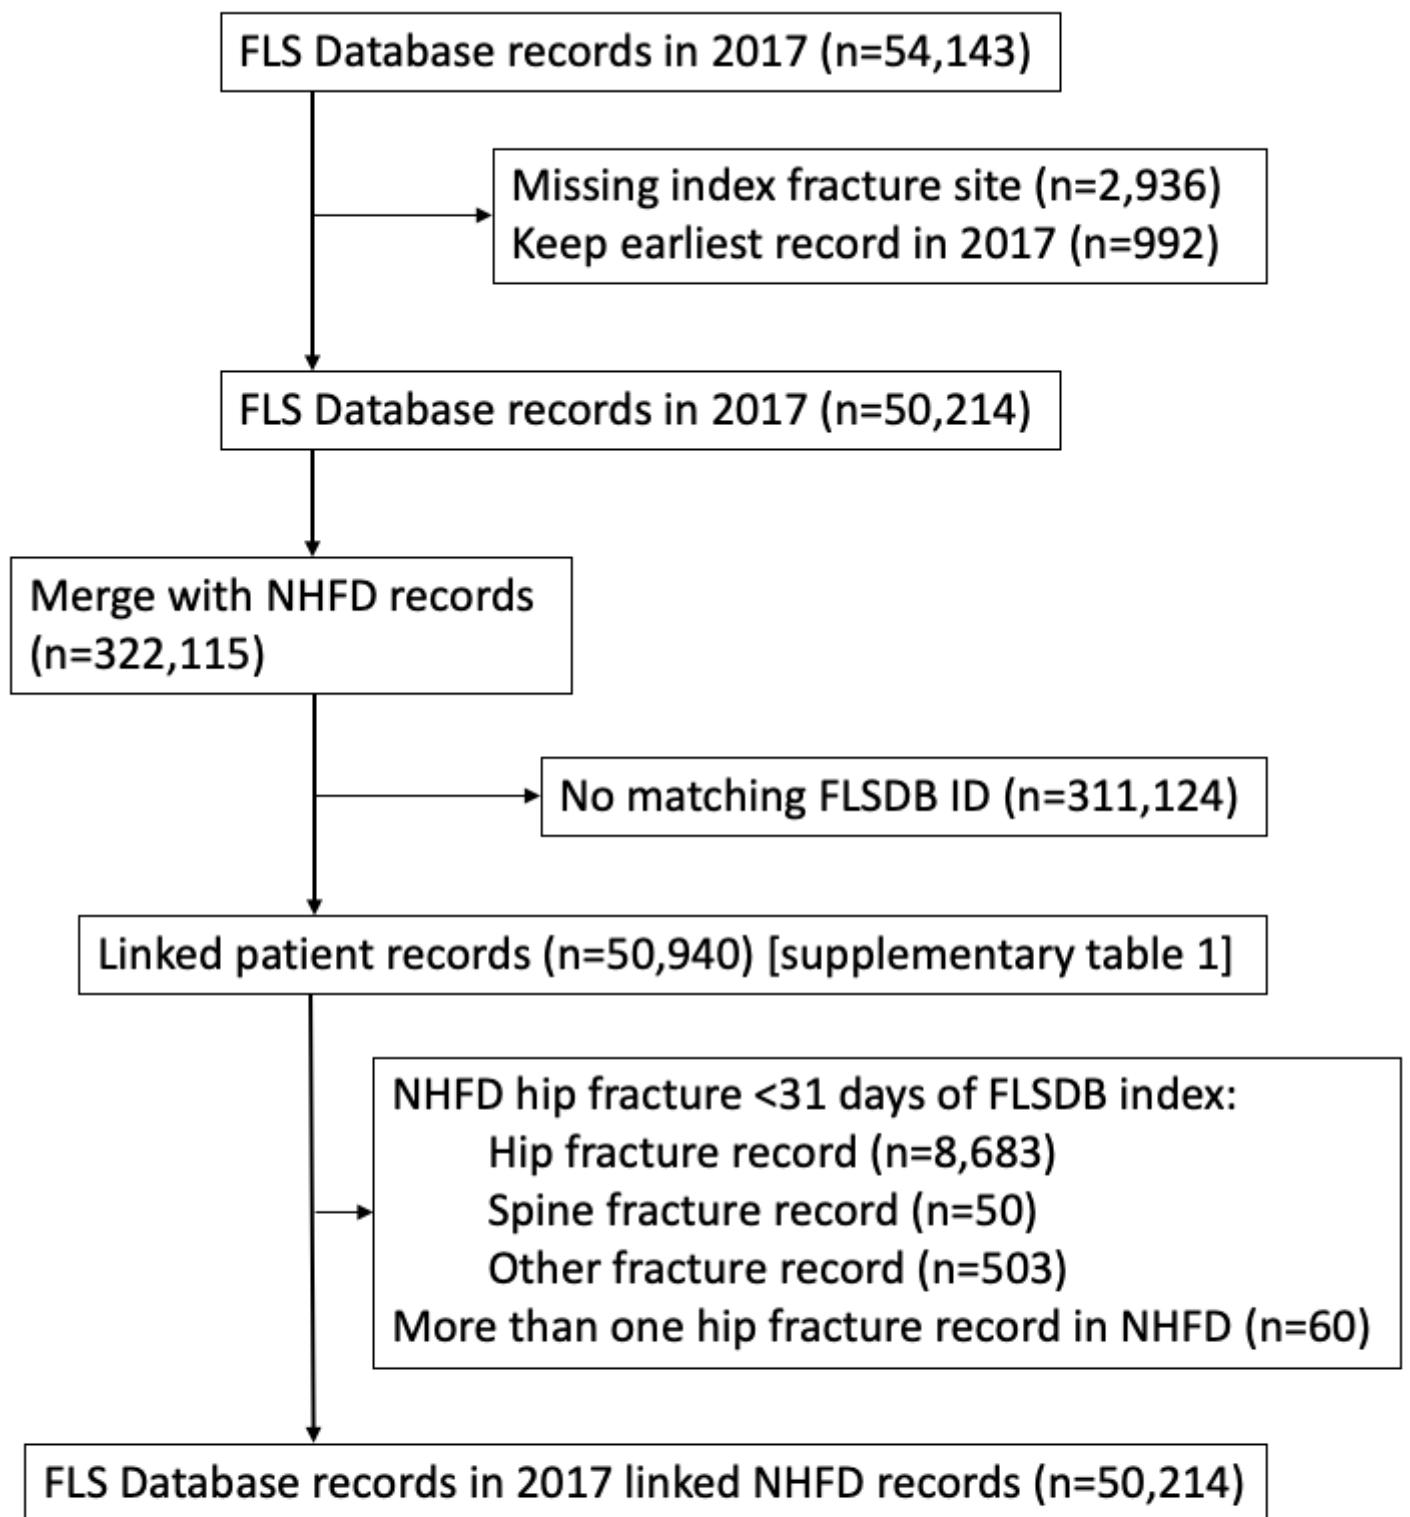 FLS Database records in 2017 (n=54,143)
Missing index fracture site (n=2,936)
Keep earliest record in 2017 (n=992)
FLS Database records in 2017 (n=50,214)
Merge with NHFD records
(n=322,115)
No matching FLSDB ID (n=311,124)
Linked patient records (n=50,940) [supplementary table 1]
NHFD hip fracture <31 days of FLSDB index:
Hip fracture record (n=8,683)
Spine fracture record (n=50)
Other fracture record (n=503)
More than one hip fracture record in NHFD (n=60)
FLS Database records in 2017 linked NHFD records (n=50,214)